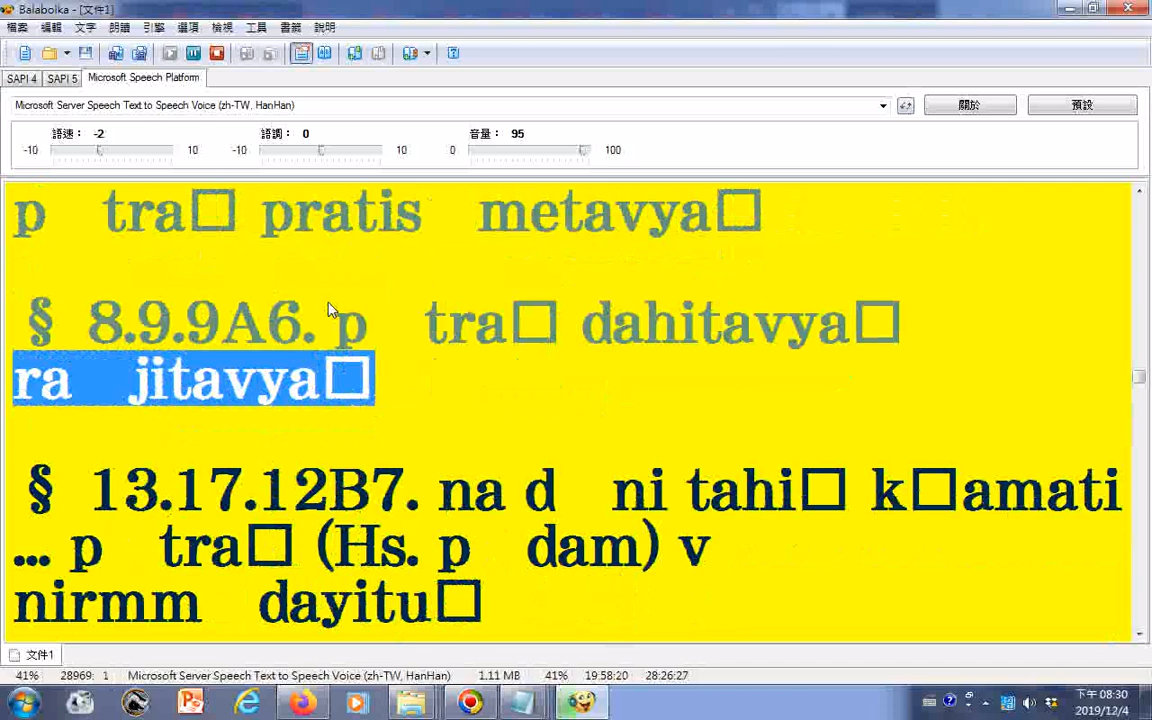 Balabolka - [文件1]
檔案 編輯 文字 朗讀 引擎 選項 檢視 工具 書籤 說明
SAPI 4 SAPI 5 Microsoft Speech Platform
Microsoft Server Speech Text to Speech Voice (zh-TW, HanHan) 關於 預設
語速: -2 語調: 0 音量: 95
-10 10 -10 10 0 100
p tra□ pratis metavya□
§ 8.9.9A6. p tra□ dahitavya□
ra jitavya□
§ 13.17.12B7. na d ni tahi□ k□amati
... p tra□ (Hs. p dam) v
nirmm dayitu□
文件1
41% 28969: 1 Microsoft Server Speech Text to Speech Voice (zh-TW, HanHan) 1.11 MB 41% 19:58:20 28:26:27
下午 08:30
2019/12/4